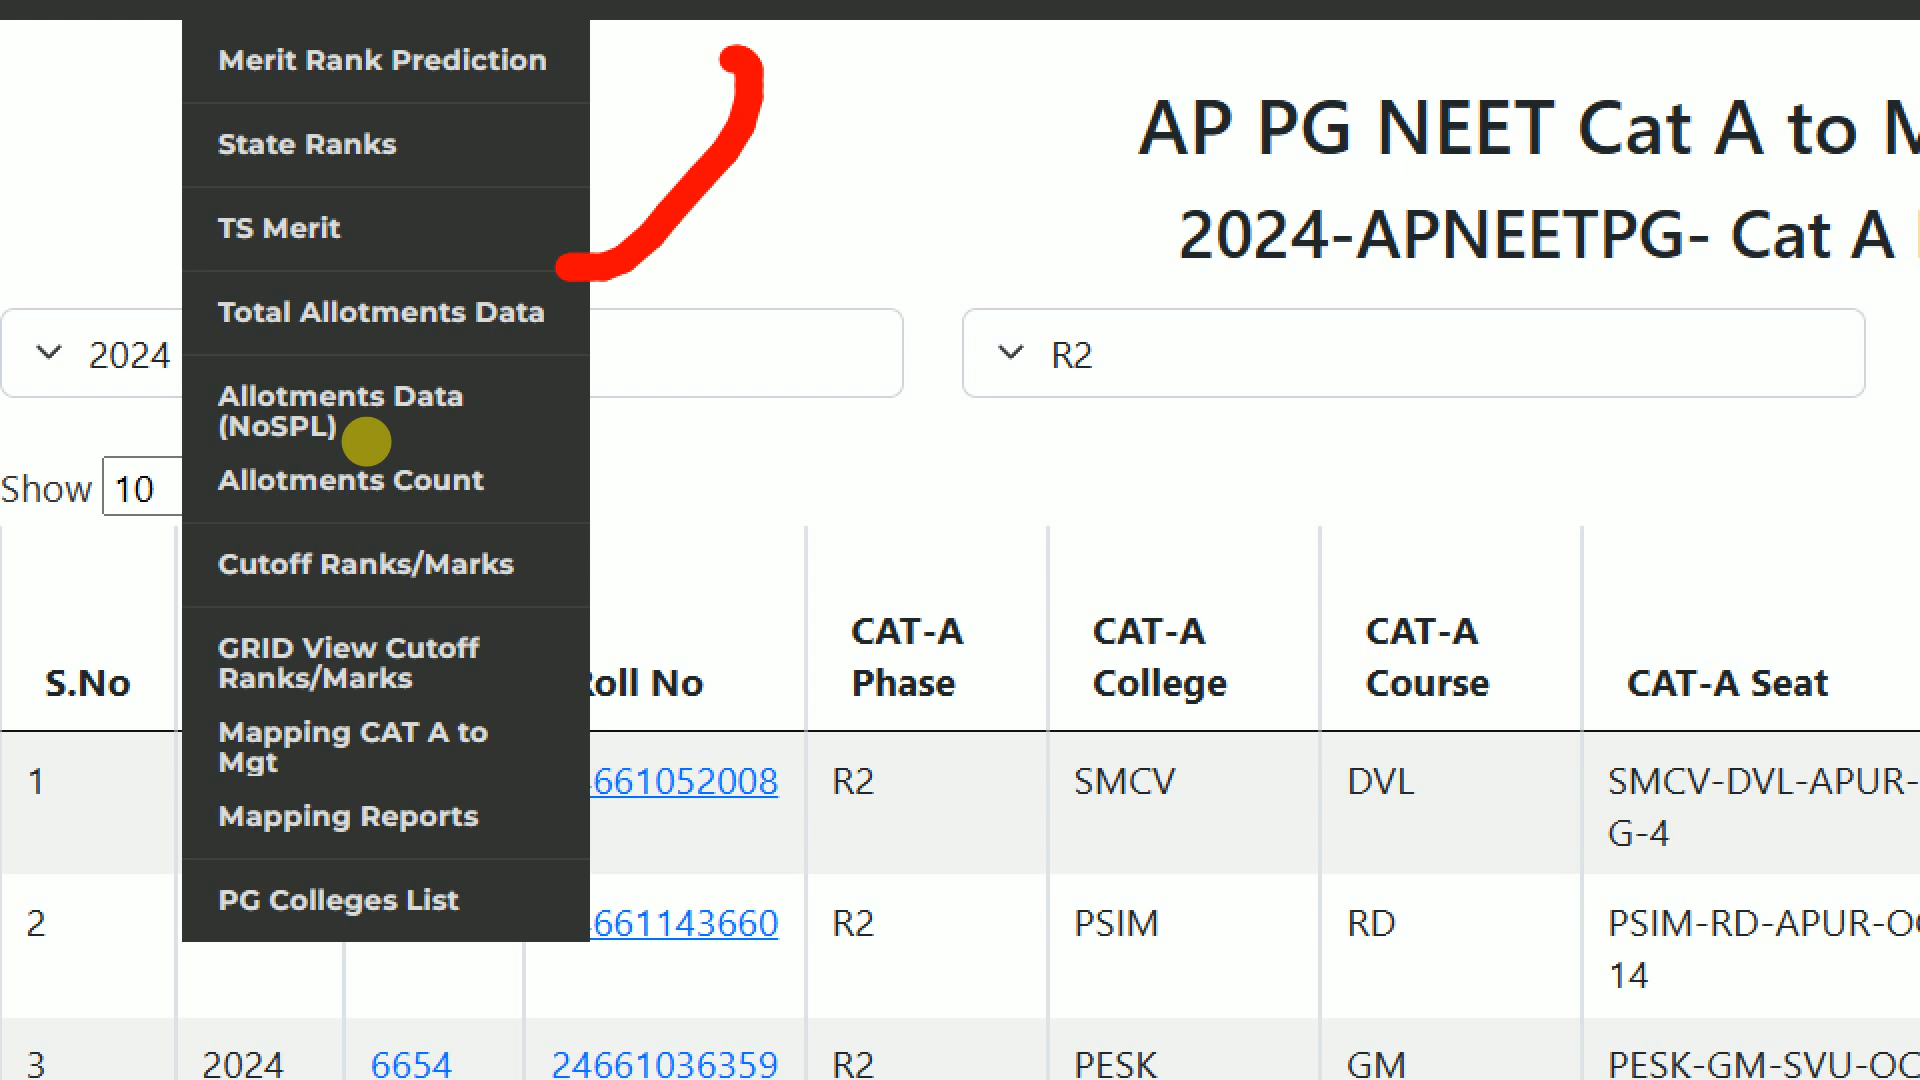 Merit Rank Prediction
State Ranks
TS Merit
Total Allotments Data
Allotments Data
(NoSPL)
Allotments Count
Cutoff Ranks/Marks
GRID View Cutoff
Ranks/Marks
Mapping CAT A to
Mgt
Mapping Reports
PG Colleges List
AP PG NEET Cat A to
2024-APNEETPG- Cat A
2024
R2
Show 10
S.No
Roll No
CAT-A
Phase
CAT-A
College
CAT-A
Course
CAT-A Seat
1 661052008 R2 SMCV DVL SMCV-DVL-APUR-
G-4
2 661143660 R2 PSIM RD PSIM-RD-APUR-OC
14
3 2024 6654 24661036359 R2 PESK GM PESK-GM-SVU-OC